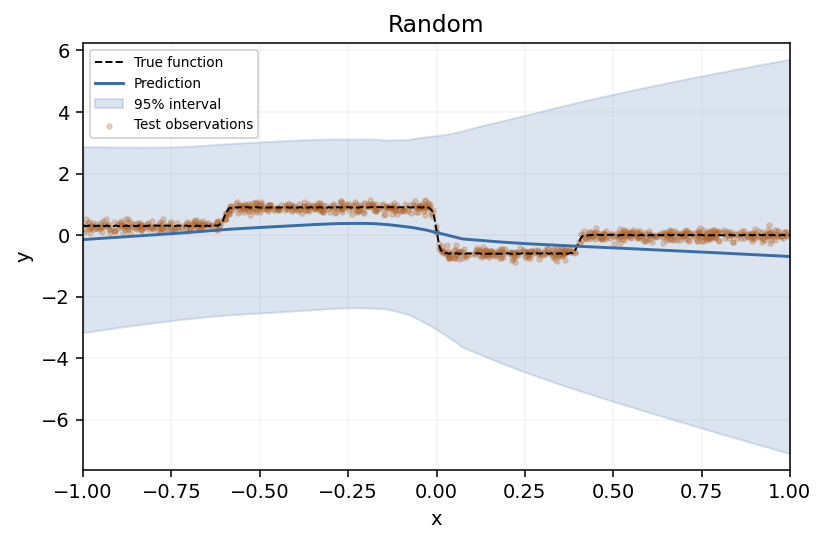 Random
True function
Prediction
95% interval
Test observations
6
4
2
0
−2
−4
−6
y
−1.00 −0.75 −0.50 −0.25 0.00 0.25 0.50 0.75 1.00
x